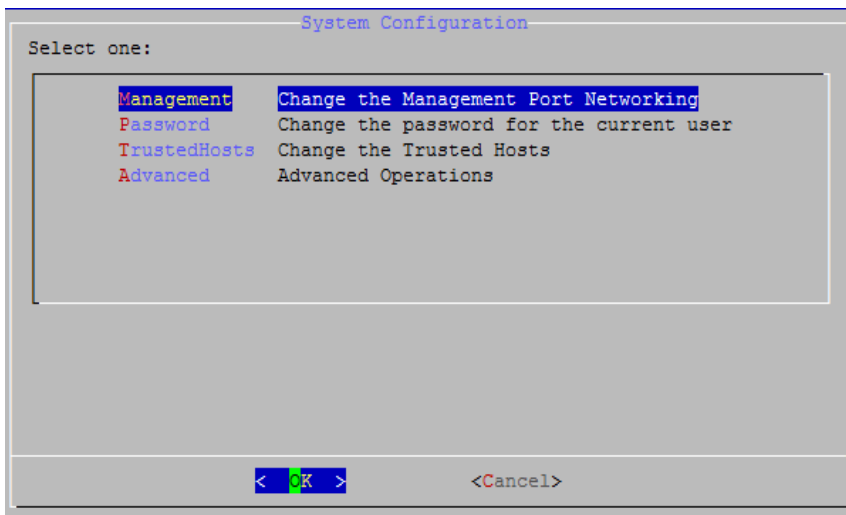 System Configuration
Select one:
Management Change the Management Port Networking
Password Change the password for the current user
TrustedHosts Change the Trusted Hosts
Advanced Advanced Operations
< OK > <Cancel>